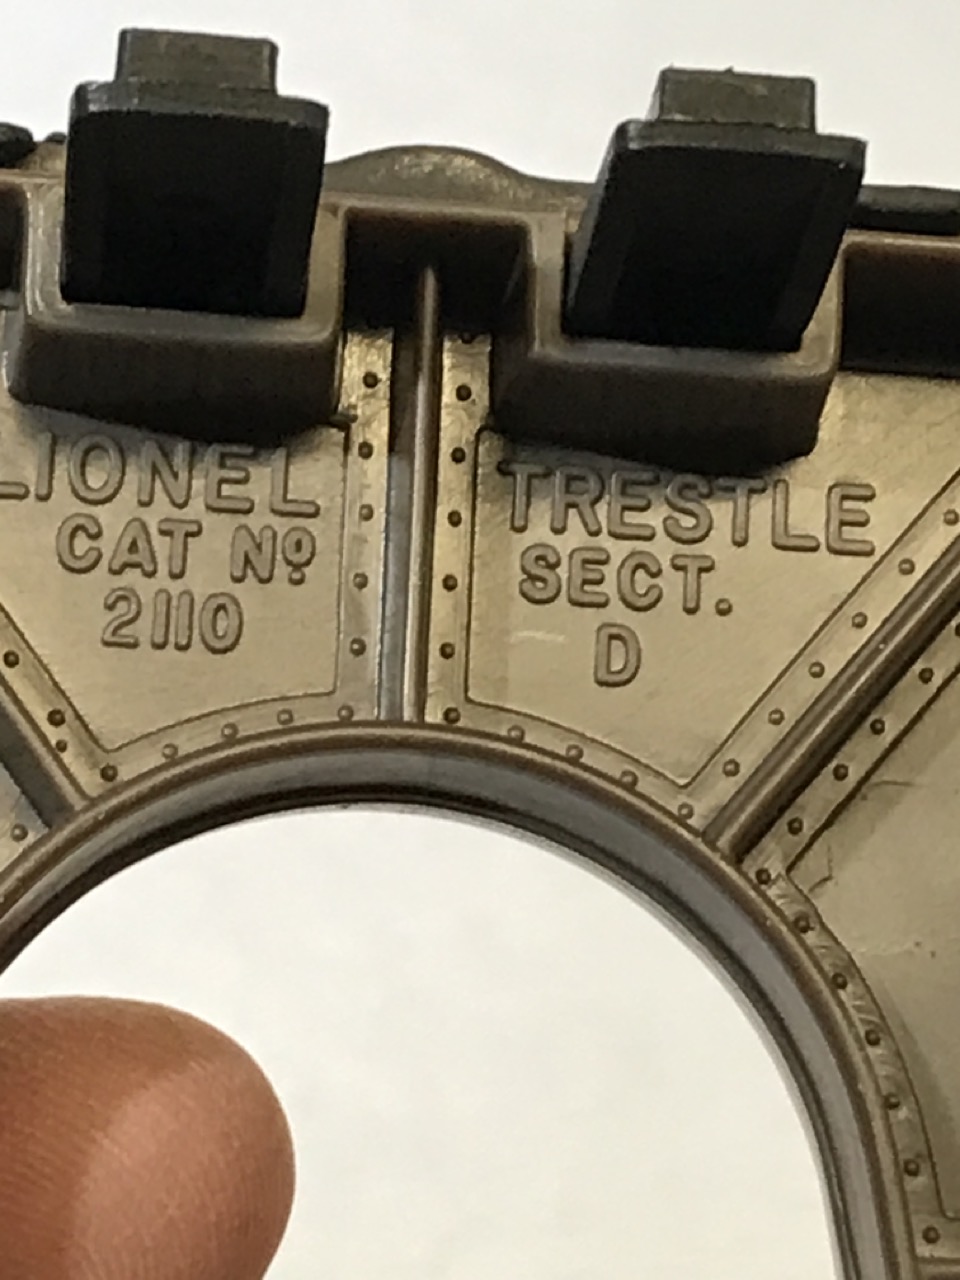 LIONEL
CAT Nº
2110
TRESTLE
SECT.
D